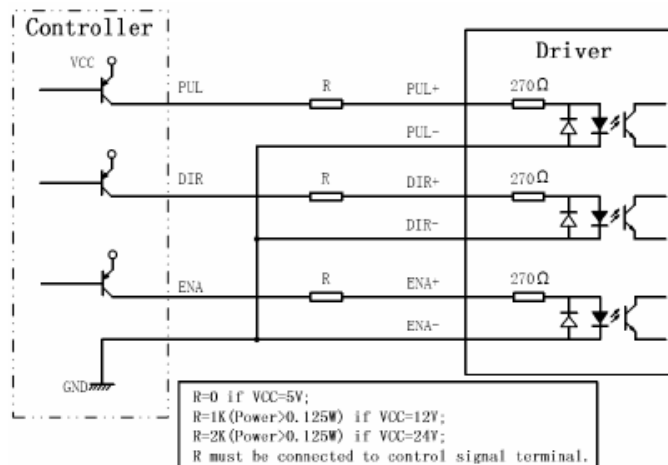 Controller
Driver
VCC
PUL
R
PUL+
270Ω
PUL-
DIR
R
DIR+
270Ω
DIR-
ENA
R
ENA+
270Ω
ENA-
GND
R=0 if VCC=5V;
R=1K(Power>0.125W) if VCC=12V;
R=2K(Power>0.125W) if VCC=24V;
R must be connected to control signal terminal.